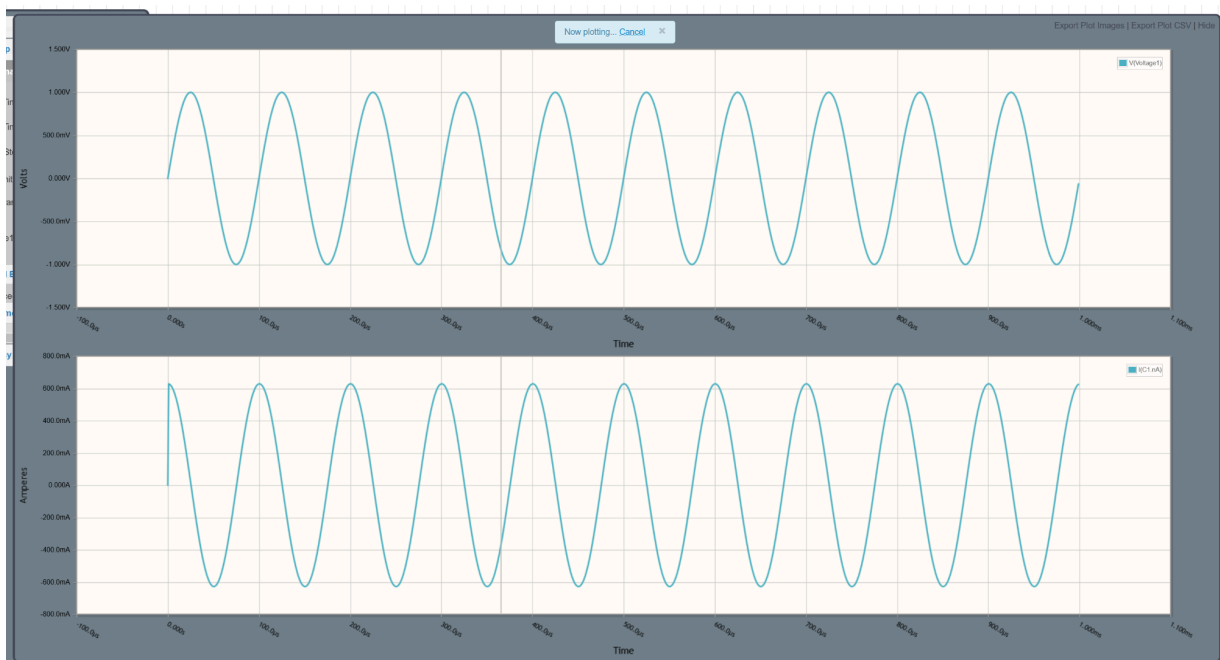 Now plotting... Cancel ×
Export Plot Images | Export Plot CSV | Hide
1.500V
1.000V
500.0mV
0.000V
-500.0mV
-1.000V
-1.500V
Volts
V(Voltage1)
-100.0µs
0.000s
100.0µs
200.0µs
300.0µs
400.0µs
500.0µs
600.0µs
700.0µs
800.0µs
900.0µs
1.000ms
1.100ms
Time
800.0mA
600.0mA
400.0mA
200.0mA
0.000A
-200.0mA
-400.0mA
-600.0mA
-800.0mA
Amperes
I(C1.nA)
-100.0µs
0.000s
100.0µs
200.0µs
300.0µs
400.0µs
500.0µs
600.0µs
700.0µs
800.0µs
900.0µs
1.000ms
1.100ms
Time